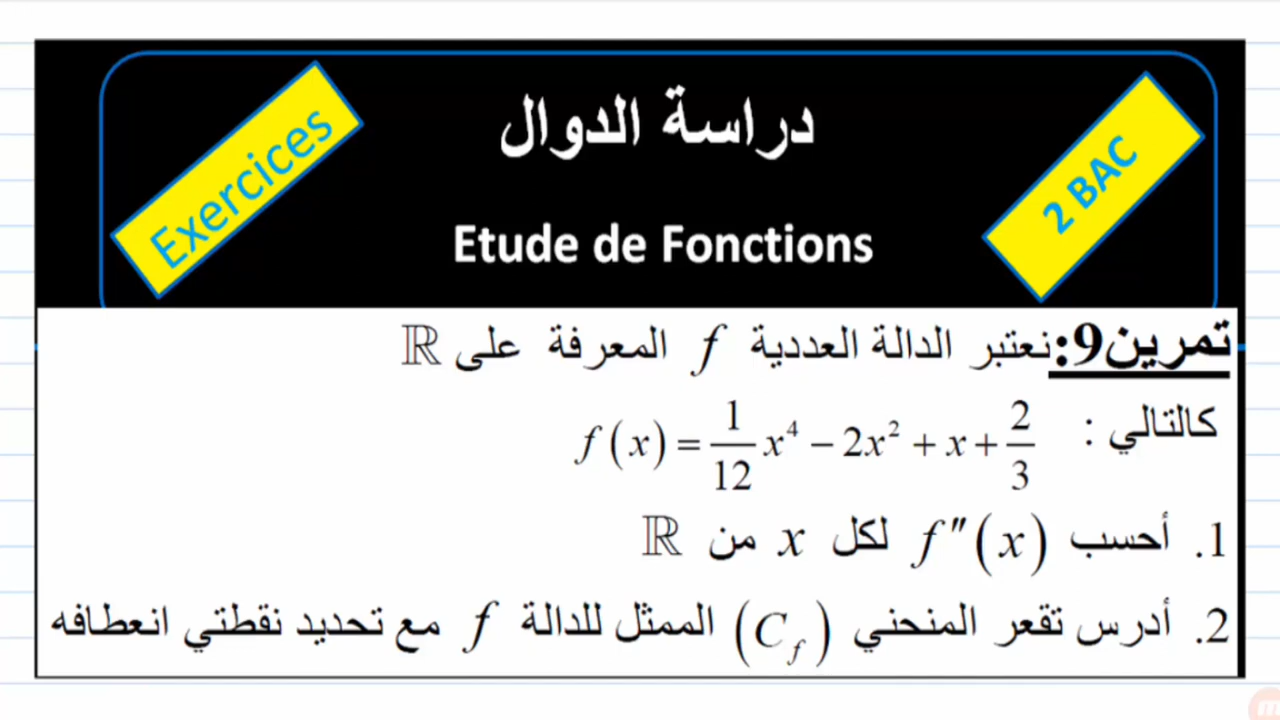 دراسة الدوال
Exercices
2 BAC
Etude de Fonctions
تمرين9: نعتبر الدالة العددية f المعرفة على ℝ
كالتالي : f(x) = 1/12 x⁴ − 2x² + x + 2/3
1. أحسب f″(x) لكل x من ℝ
2. أدرس تقعر المنحني (C_f) الممثل للدالة f مع تحديد نقطتي انعطافه